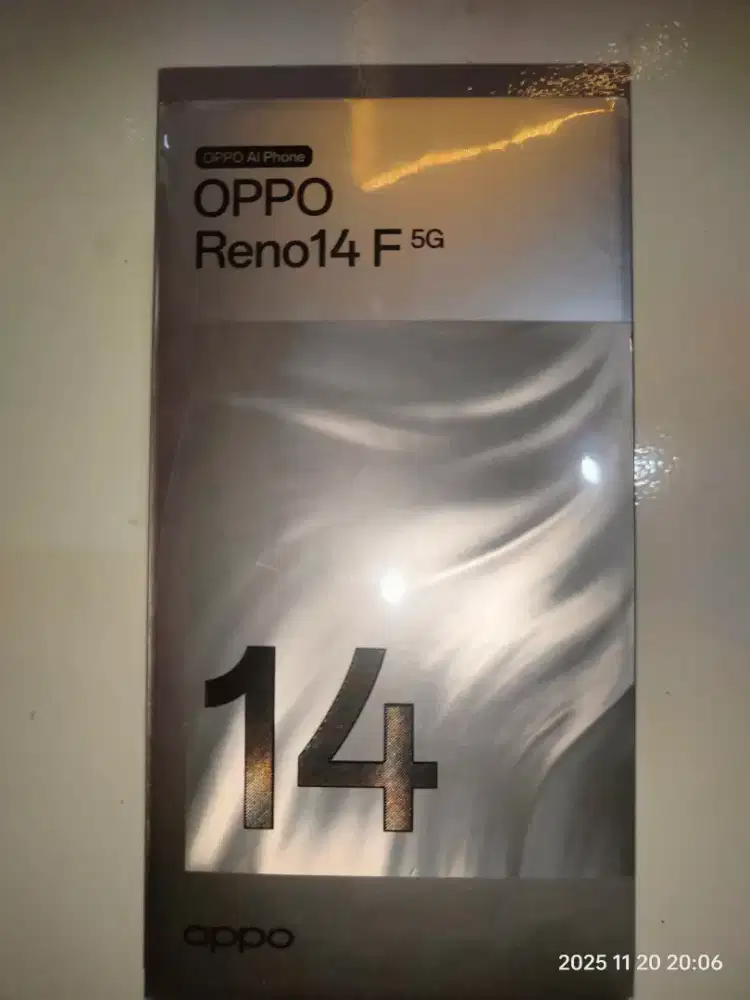 OPPO AI Phone
OPPO
Reno14 F 5G
14
oppo
2025 11 20 20:06